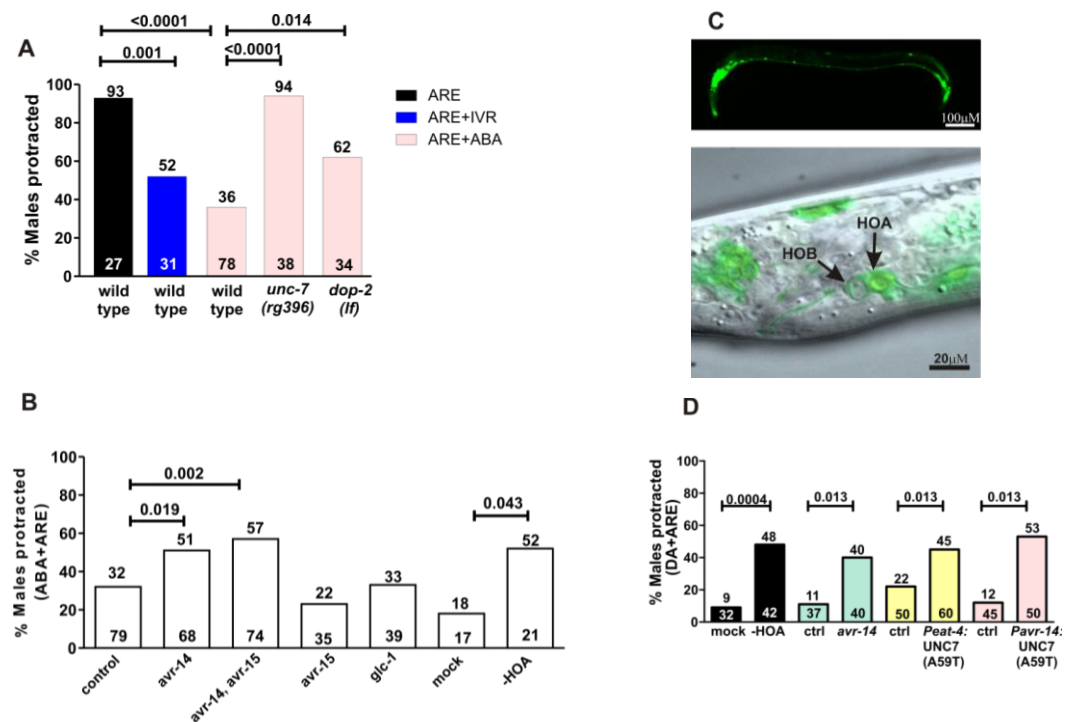 A
<0.0001
0.014
0.001
<0.0001
% Males protracted
100
80
60
40
20
0
93
52
36
94
62
27
31
78
38
34
wild type
wild type
wild type
unc-7 (rg396)
dop-2 (lf)
ARE
ARE+IVR
ARE+ABA
C
100μM
HOB
HOA
20μM
B
% Males protracted
(ABA+ARE)
100
80
60
40
20
0
0.002
0.019
0.043
32
51
57
22
33
18
52
79
68
74
35
39
17
21
control
avr-14
avr-14, avr-15
avr-15
glc-1
mock
-HOA
D
% Males protracted
(DA+ARE)
100
80
60
40
20
0
0.0004
0.013
0.013
0.013
9
48
11
40
22
45
12
53
32
42
37
40
50
60
45
50
mock
-HOA
ctrl
avr-14
ctrl
Peat-4:
UNC7
(A59T)
ctrl
Pavr-14:
UNC7
(A59T)